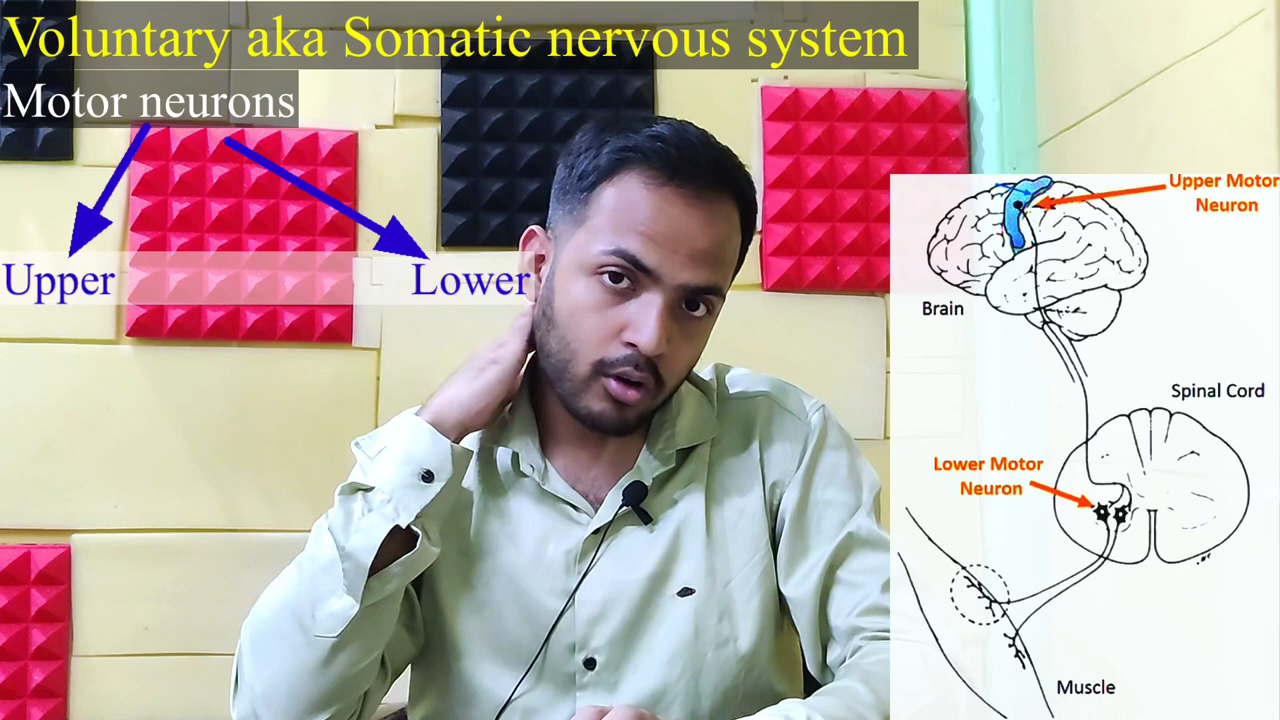 Voluntary aka Somatic nervous system
Motor neurons
Upper
Lower
Upper Motor
Neuron
Brain
Spinal Cord
Lower Motor
Neuron
Muscle